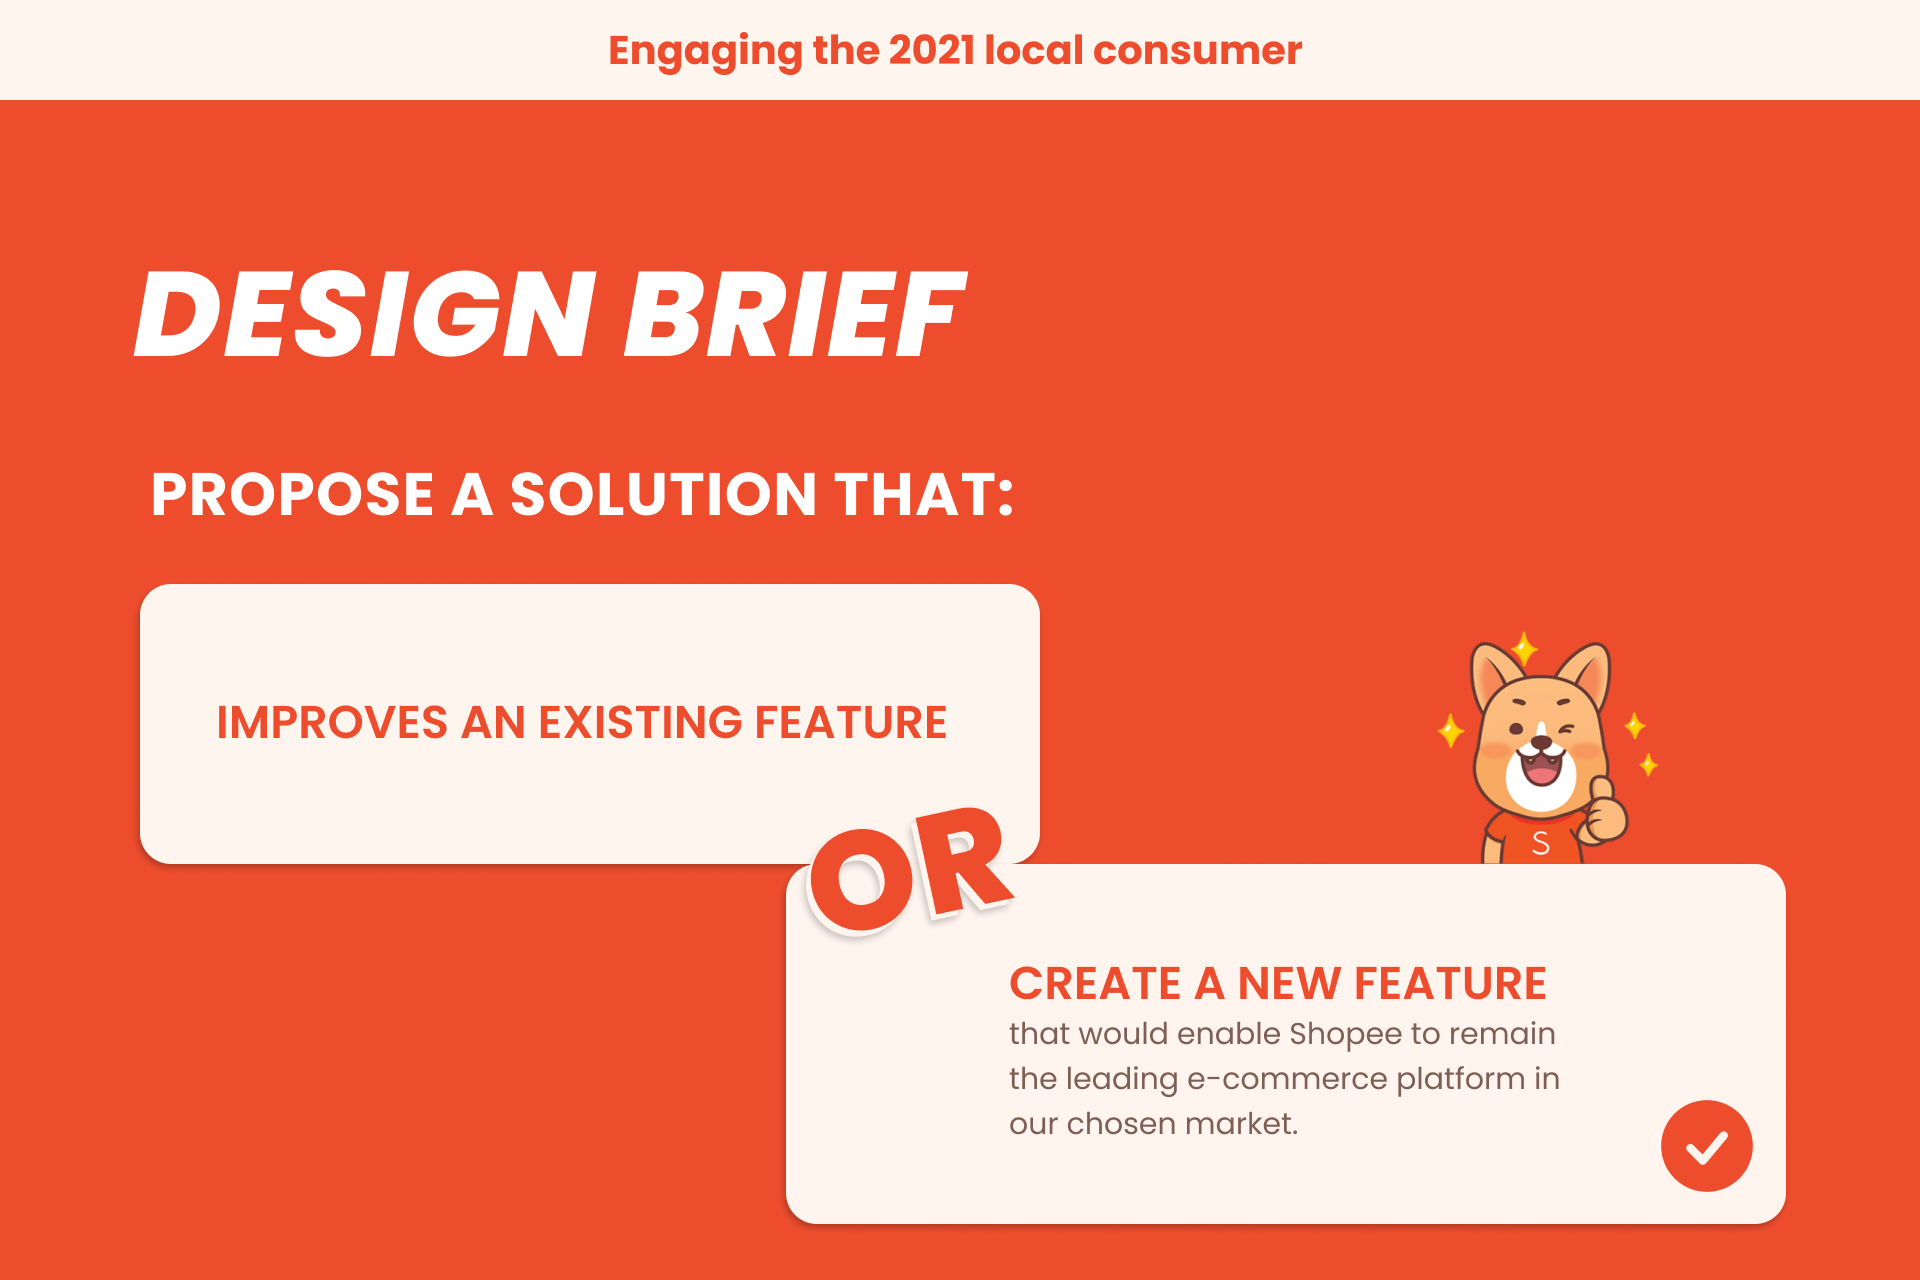 Engaging the 2021 local consumer
DESIGN BRIEF
PROPOSE A SOLUTION THAT:
IMPROVES AN EXISTING FEATURE
OR
S
CREATE A NEW FEATURE
that would enable Shopee to remain
the leading e-commerce platform in
our chosen market.